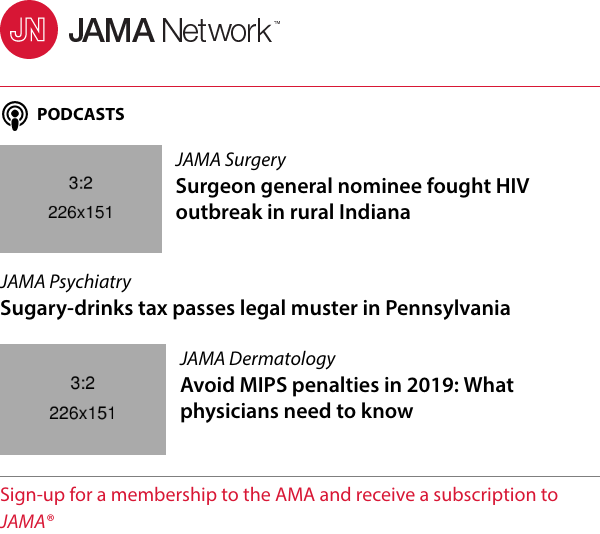 JN JAMA Network™
PODCASTS
3:2
226x151
JAMA Surgery
Surgeon general nominee fought HIV
outbreak in rural Indiana
JAMA Psychiatry
Sugary-drinks tax passes legal muster in Pennsylvania
3:2
226x151
JAMA Dermatology
Avoid MIPS penalties in 2019: What
physicians need to know
Sign-up for a membership to the AMA and receive a subscription to
JAMA®